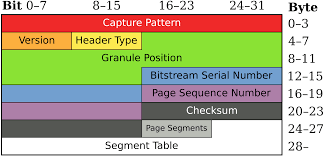 Bit 0–7 8–15 16–23 24–31 Byte
Capture Pattern 0–3
Version Header Type 4–7
Granule Position 8–11
Bitstream Serial Number 12–15
Page Sequence Number 16–19
Checksum 20–23
Page Segments 24–27
Segment Table 28–